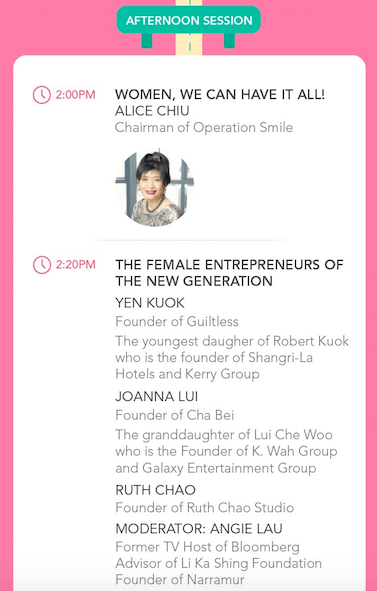 AFTERNOON SESSION
2:00PM
WOMEN, WE CAN HAVE IT ALL!
ALICE CHIU
Chairman of Operation Smile
2:20PM
THE FEMALE ENTREPRENEURS OF
THE NEW GENERATION
YEN KUOK
Founder of Guiltless
The youngest daugher of Robert Kuok
who is the founder of Shangri-La
Hotels and Kerry Group
JOANNA LUI
Founder of Cha Bei
The granddaughter of Lui Che Woo
who is the Founder of K. Wah Group
and Galaxy Entertainment Group
RUTH CHAO
Founder of Ruth Chao Studio
MODERATOR: ANGIE LAU
Former TV Host of Bloomberg
Advisor of Li Ka Shing Foundation
Founder of Narramur